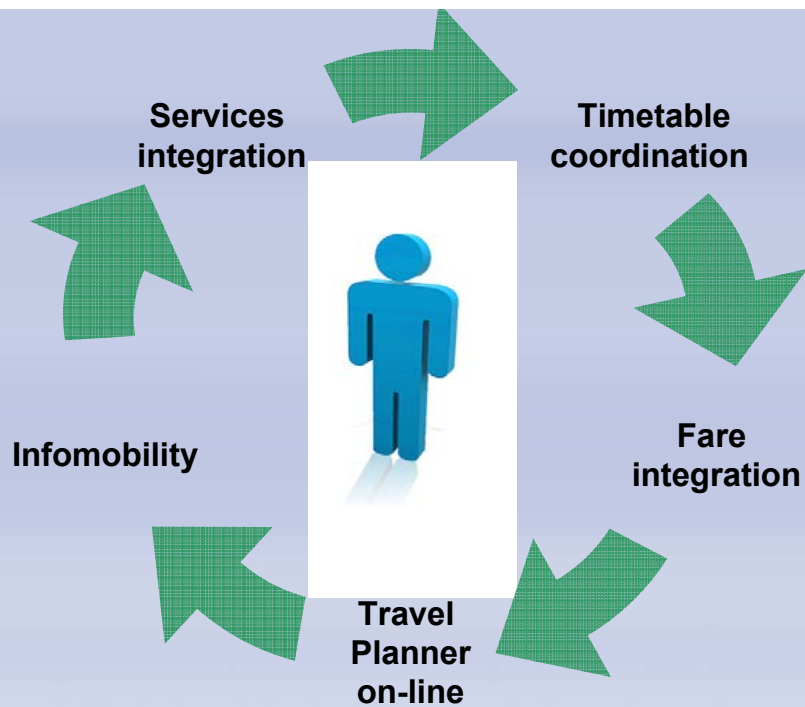 Services
integration
Timetable
coordination
Fare
integration
Travel
Planner
on-line
Infomobility